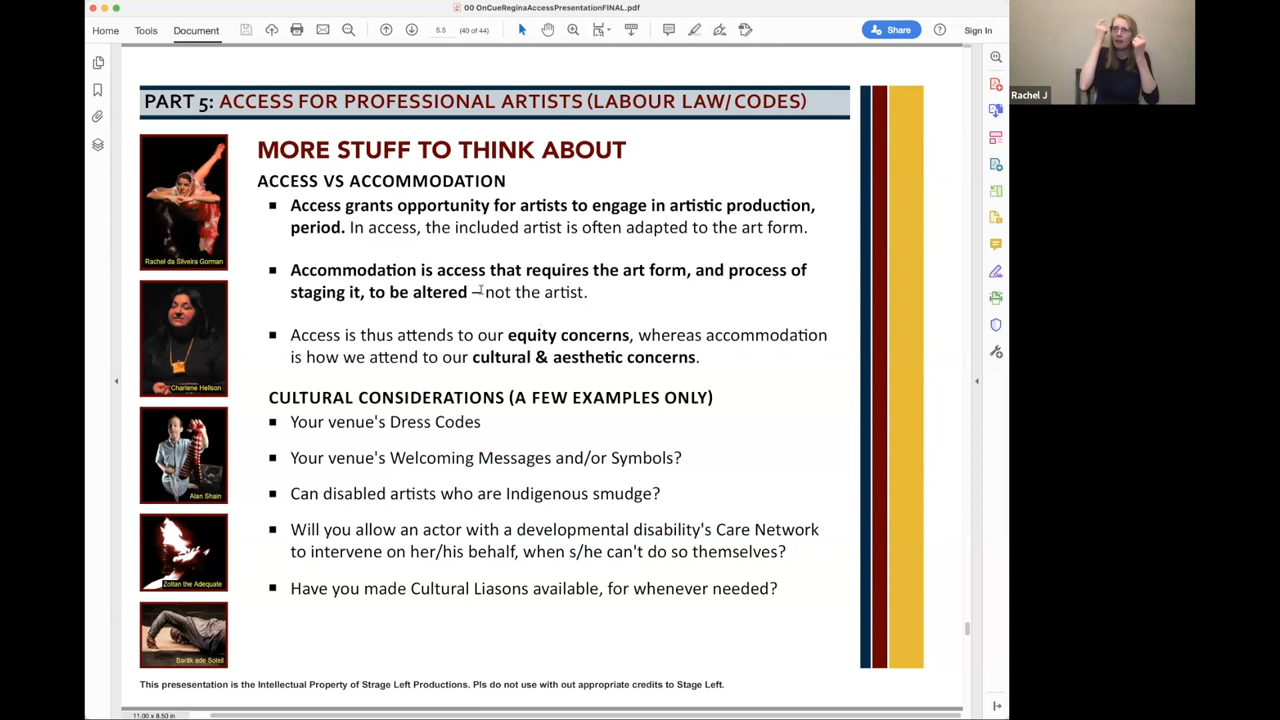 00 OnCueReginaAccessPresentationFINAL.pdf
Home Tools Document 5.5 (40 of 44) Share Sign In
Rachel J
PART 5: ACCESS FOR PROFESSIONAL ARTISTS (LABOUR LAW/CODES)
MORE STUFF TO THINK ABOUT
ACCESS VS ACCOMMODATION
Access grants opportunity for artists to engage in artistic production,
period. In access, the included artist is often adapted to the art form.
Accommodation is access that requires the art form, and process of
staging it, to be altered – not the artist.
Access is thus attends to our equity concerns, whereas accommodation
is how we attend to our cultural & aesthetic concerns.
CULTURAL CONSIDERATIONS (A FEW EXAMPLES ONLY)
Your venue's Dress Codes
Your venue's Welcoming Messages and/or Symbols?
Can disabled artists who are Indigenous smudge?
Will you allow an actor with a developmental disability's Care Network
to intervene on her/his behalf, when s/he can't do so themselves?
Have you made Cultural Liasons available, for whenever needed?
Rachel da Silveira Gorman
Charlene Hellson
Alan Shain
Zoltan the Adequate
Barak ade Soleil
This presesentation is the Intellectual Property of Strage Left Productions. Pls do not use with out appropriate credits to Stage Left.
11.00 x 8.50 in